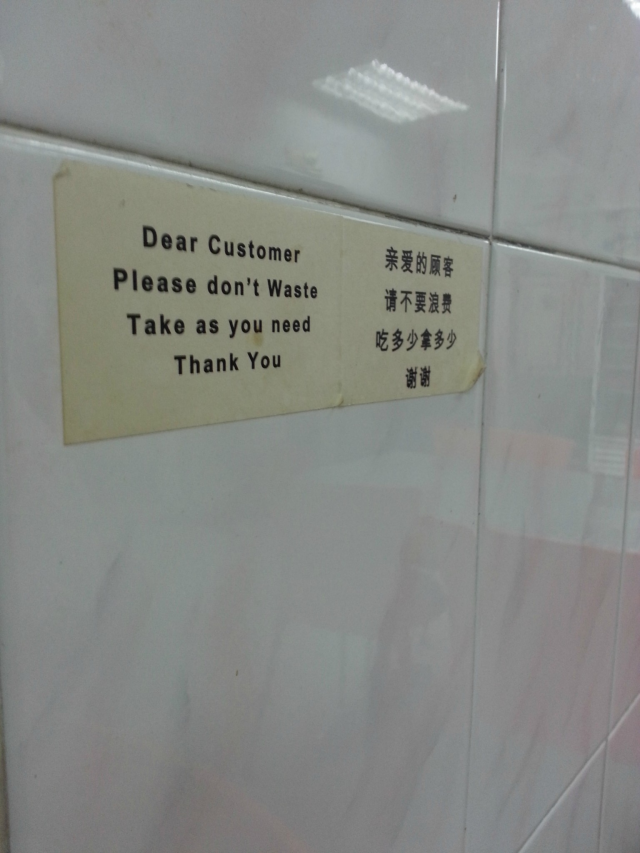 Dear Customer
Please don't Waste
Take as you need
Thank You
亲爱的顾客
请不要浪费
吃多少拿多少
谢谢